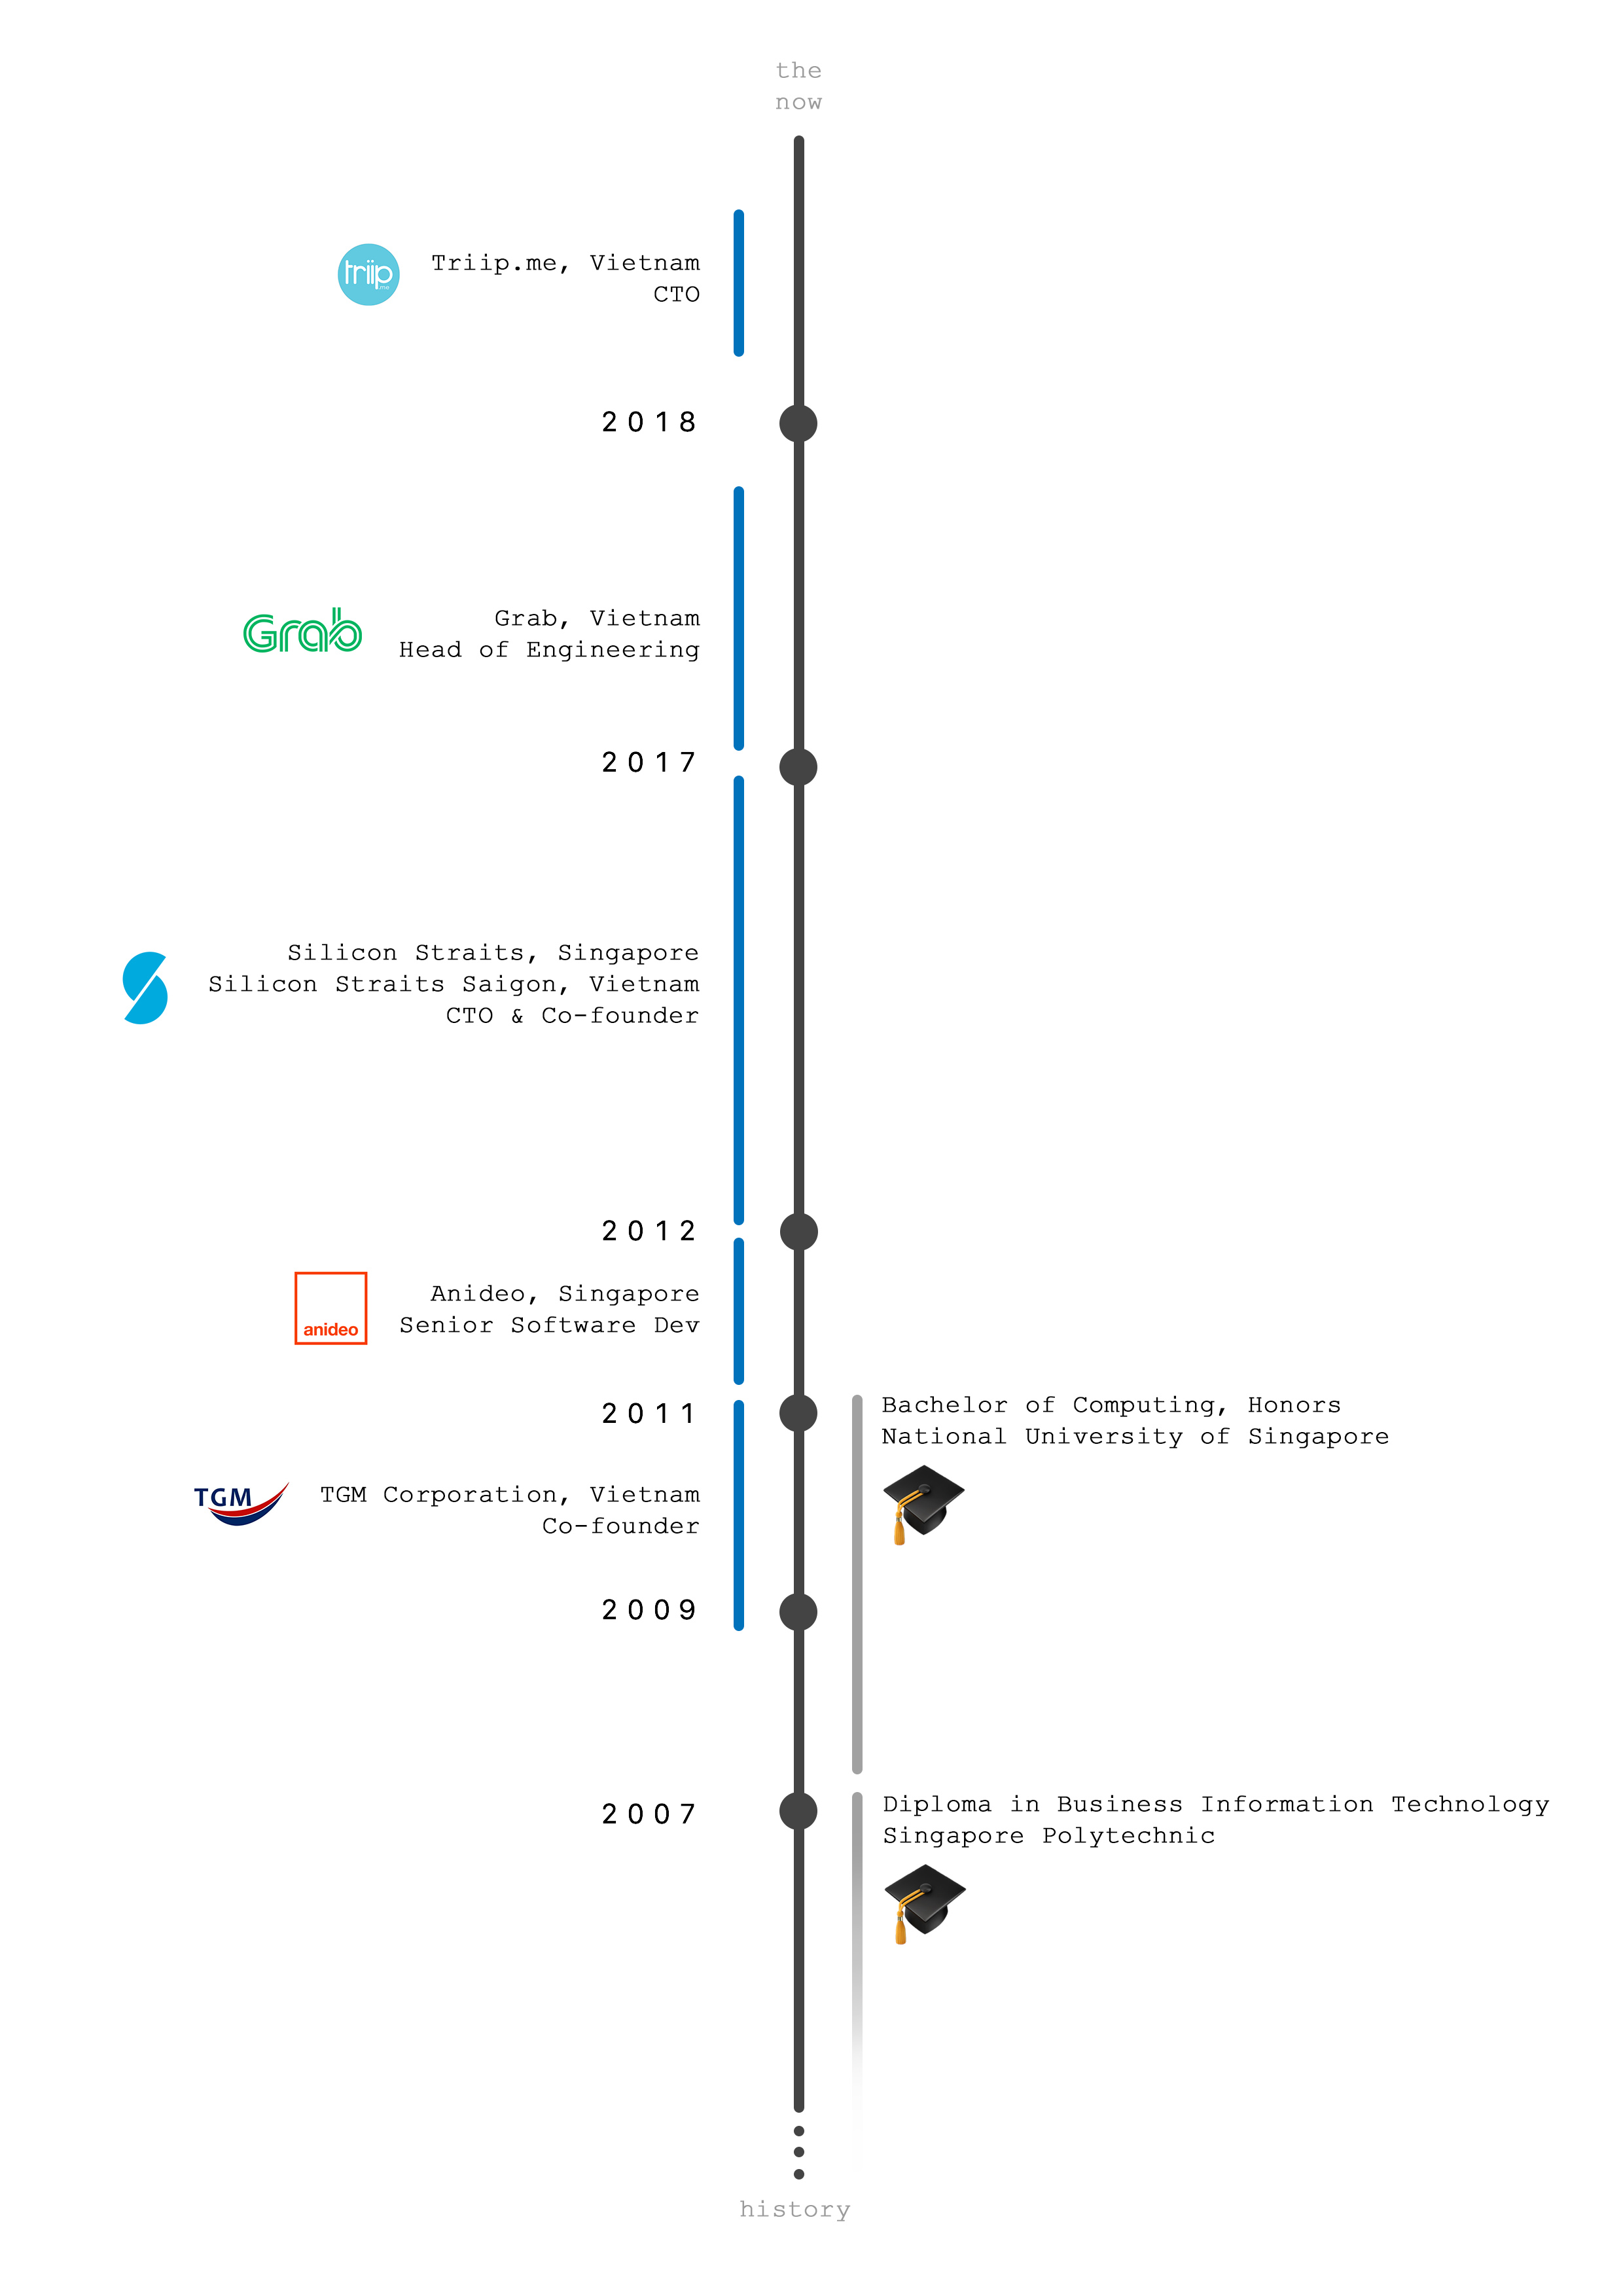 the
now
triip
.me
Triip.me, Vietnam
CTO
2018
Grab
Grab, Vietnam
Head of Engineering
2017
Silicon Straits, Singapore
Silicon Straits Saigon, Vietnam
CTO & Co-founder
2012
anideo
Anideo, Singapore
Senior Software Dev
2011
Bachelor of Computing, Honors
National University of Singapore
TGM
TGM Corporation, Vietnam
Co-founder
2009
2007
Diploma in Business Information Technology
Singapore Polytechnic
history